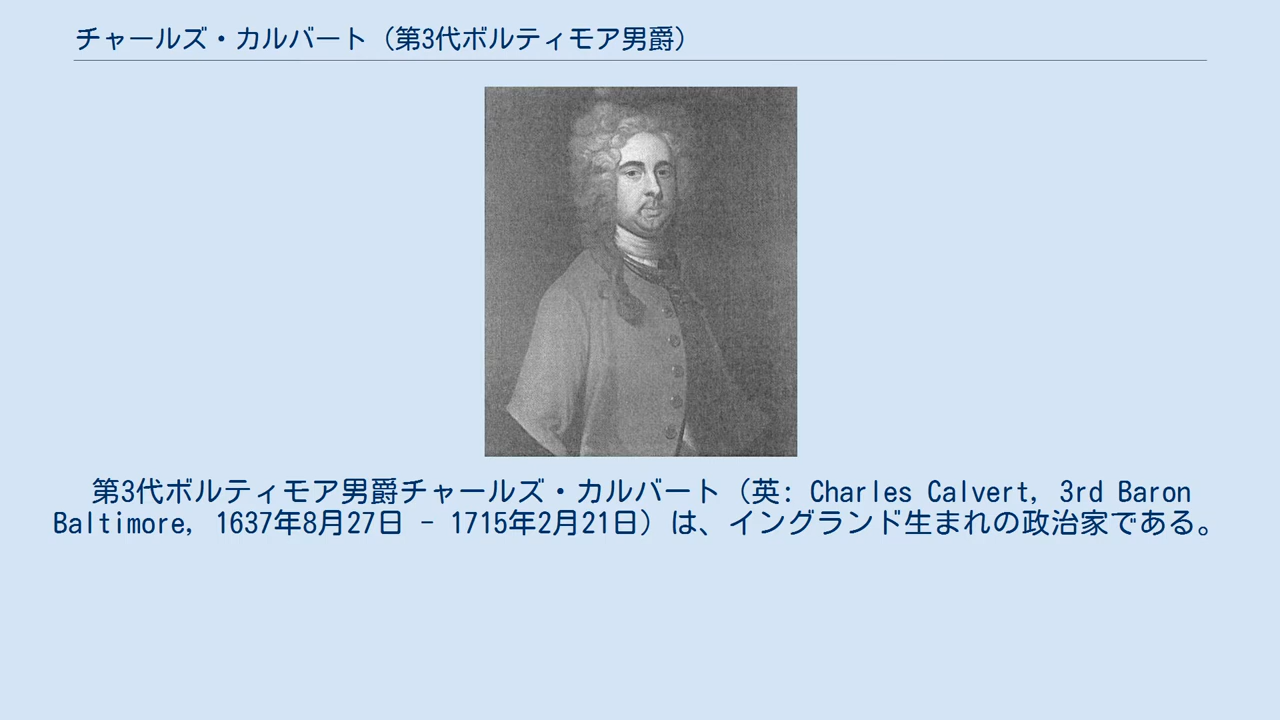 チャールズ・カルバート（第3代ボルティモア男爵）
第3代ボルティモア男爵チャールズ・カルバート（英: Charles Calvert, 3rd Baron
Baltimore, 1637年8月27日 - 1715年2月21日）は、イングランド生まれの政治家である。